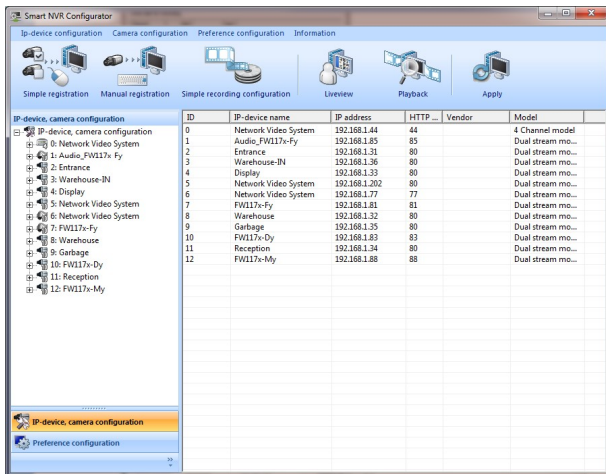 Smart NVR Configurator
Ip-device configuration Camera configuration Preference configuration Information
Simple registration Manual registration Simple recording configuration Liveview Playback Apply
IP-device, camera configuration
IP-device, camera configuration
0: Network Video System
1: Audio_FW117x-Fy
2: Entrance
3: Warehouse-IN
4: Display
5: Network Video System
6: Network Video System
7: FW117x-Fy
8: Warehouse
9: Garbage
10: FW117x-Dy
11: Reception
12: FW117x-My
IP-device, camera configuration
Preference configuration
ID IP-device name IP address HTTP ... Vendor Model
0 Network Video System 192.168.1.44 44 4 Channel model
1 Audio_FW117x-Fy 192.168.1.85 85 Dual stream mo...
2 Entrance 192.168.1.31 80 Dual stream mo...
3 Warehouse-IN 192.168.1.36 80 Dual stream mo...
4 Display 192.168.1.33 80 Dual stream mo...
5 Network Video System 192.168.1.202 80 Dual stream mo...
6 Network Video System 192.168.1.77 77 Dual stream mo...
7 FW117x-Fy 192.168.1.81 81 Dual stream mo...
8 Warehouse 192.168.1.32 80 Dual stream mo...
9 Garbage 192.168.1.35 80 Dual stream mo...
10 FW117x-Dy 192.168.1.83 83 Dual stream mo...
11 Reception 192.168.1.34 80 Dual stream mo...
12 FW117x-My 192.168.1.88 88 Dual stream mo...